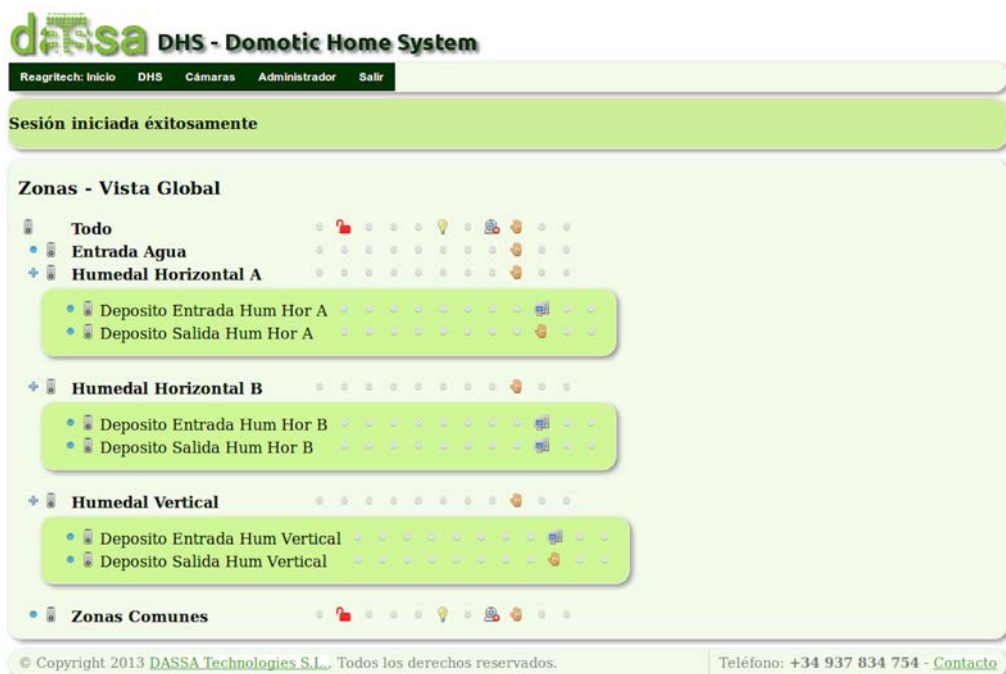 dassa DHS - Domotic Home System
Reagritech: Inicio DHS Cámaras Administrador Salir
Sesión iniciada éxitosamente
Zonas - Vista Global
Todo
Entrada Agua
Humedal Horizontal A
Deposito Entrada Hum Hor A
Deposito Salida Hum Hor A
Humedal Horizontal B
Deposito Entrada Hum Hor B
Deposito Salida Hum Hor B
Humedal Vertical
Deposito Entrada Hum Vertical
Deposito Salida Hum Vertical
Zonas Comunes
© Copyright 2013 DASSA Technologies S.L., Todos los derechos reservados. Teléfono: +34 937 834 754 - Contacto